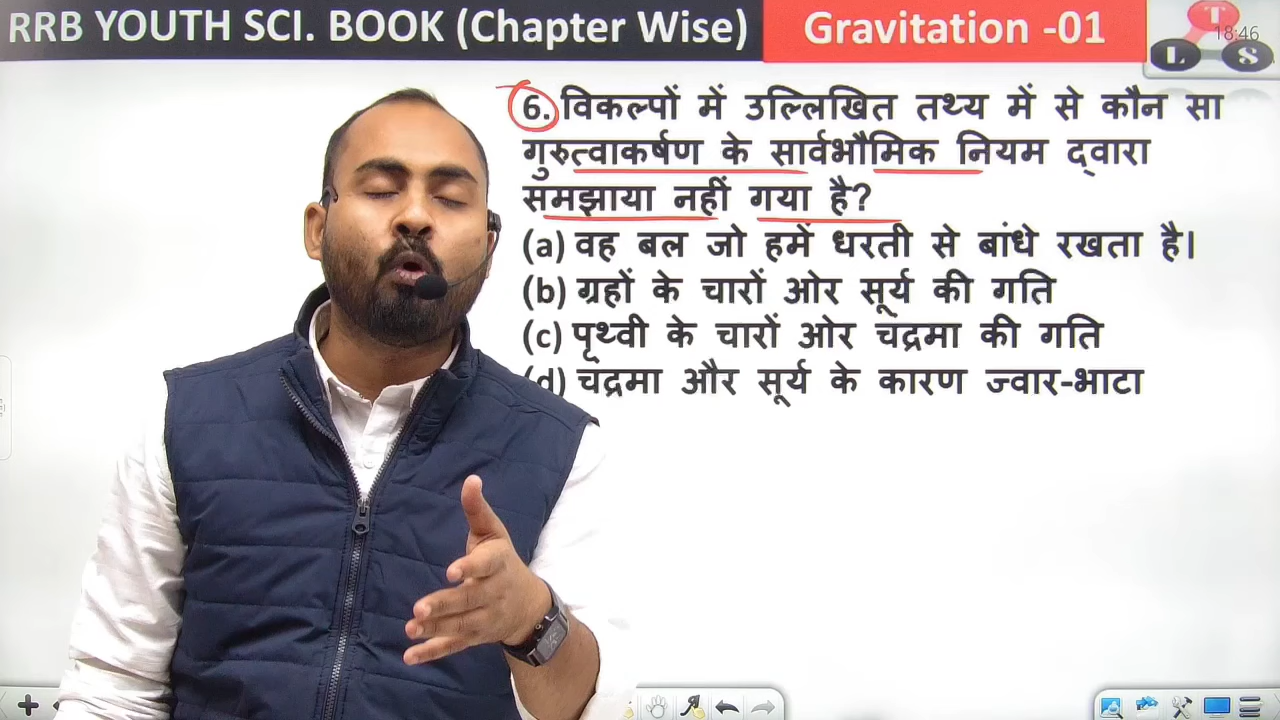 RRB YOUTH SCI. BOOK (Chapter Wise) Gravitation -01
T
18:46
L S
6. विकल्पों में उल्लिखित तथ्य में से कौन सा
गुरुत्वाकर्षण के सार्वभौमिक नियम द्वारा
समझाया नहीं गया है?
(a) वह बल जो हमें धरती से बांधे रखता है।
(b) ग्रहों के चारों ओर सूर्य की गति
(c) पृथ्वी के चारों ओर चंद्रमा की गति
(d) चंद्रमा और सूर्य के कारण ज्वार-भाटा